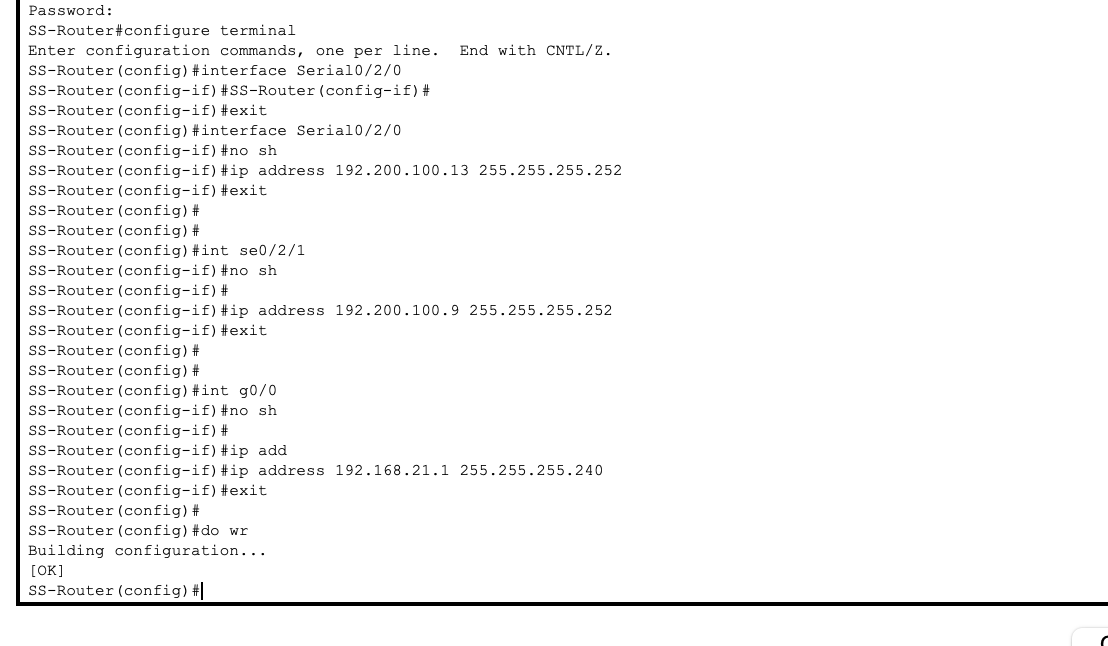 Password:
SS-Router#configure terminal
Enter configuration commands, one per line.  End with CNTL/Z.
SS-Router(config)#interface Serial0/2/0
SS-Router(config-if)#SS-Router(config-if)#
SS-Router(config-if)#exit
SS-Router(config)#interface Serial0/2/0
SS-Router(config-if)#no sh
SS-Router(config-if)#ip address 192.200.100.13 255.255.255.252
SS-Router(config-if)#exit
SS-Router(config)#
SS-Router(config)#
SS-Router(config)#int se0/2/1
SS-Router(config-if)#no sh
SS-Router(config-if)#
SS-Router(config-if)#ip address 192.200.100.9 255.255.255.252
SS-Router(config-if)#exit
SS-Router(config)#
SS-Router(config)#
SS-Router(config)#int g0/0
SS-Router(config-if)#no sh
SS-Router(config-if)#
SS-Router(config-if)#ip add
SS-Router(config-if)#ip address 192.168.21.1 255.255.255.240
SS-Router(config-if)#exit
SS-Router(config)#
SS-Router(config)#do wr
Building configuration...
[OK]
SS-Router(config)#